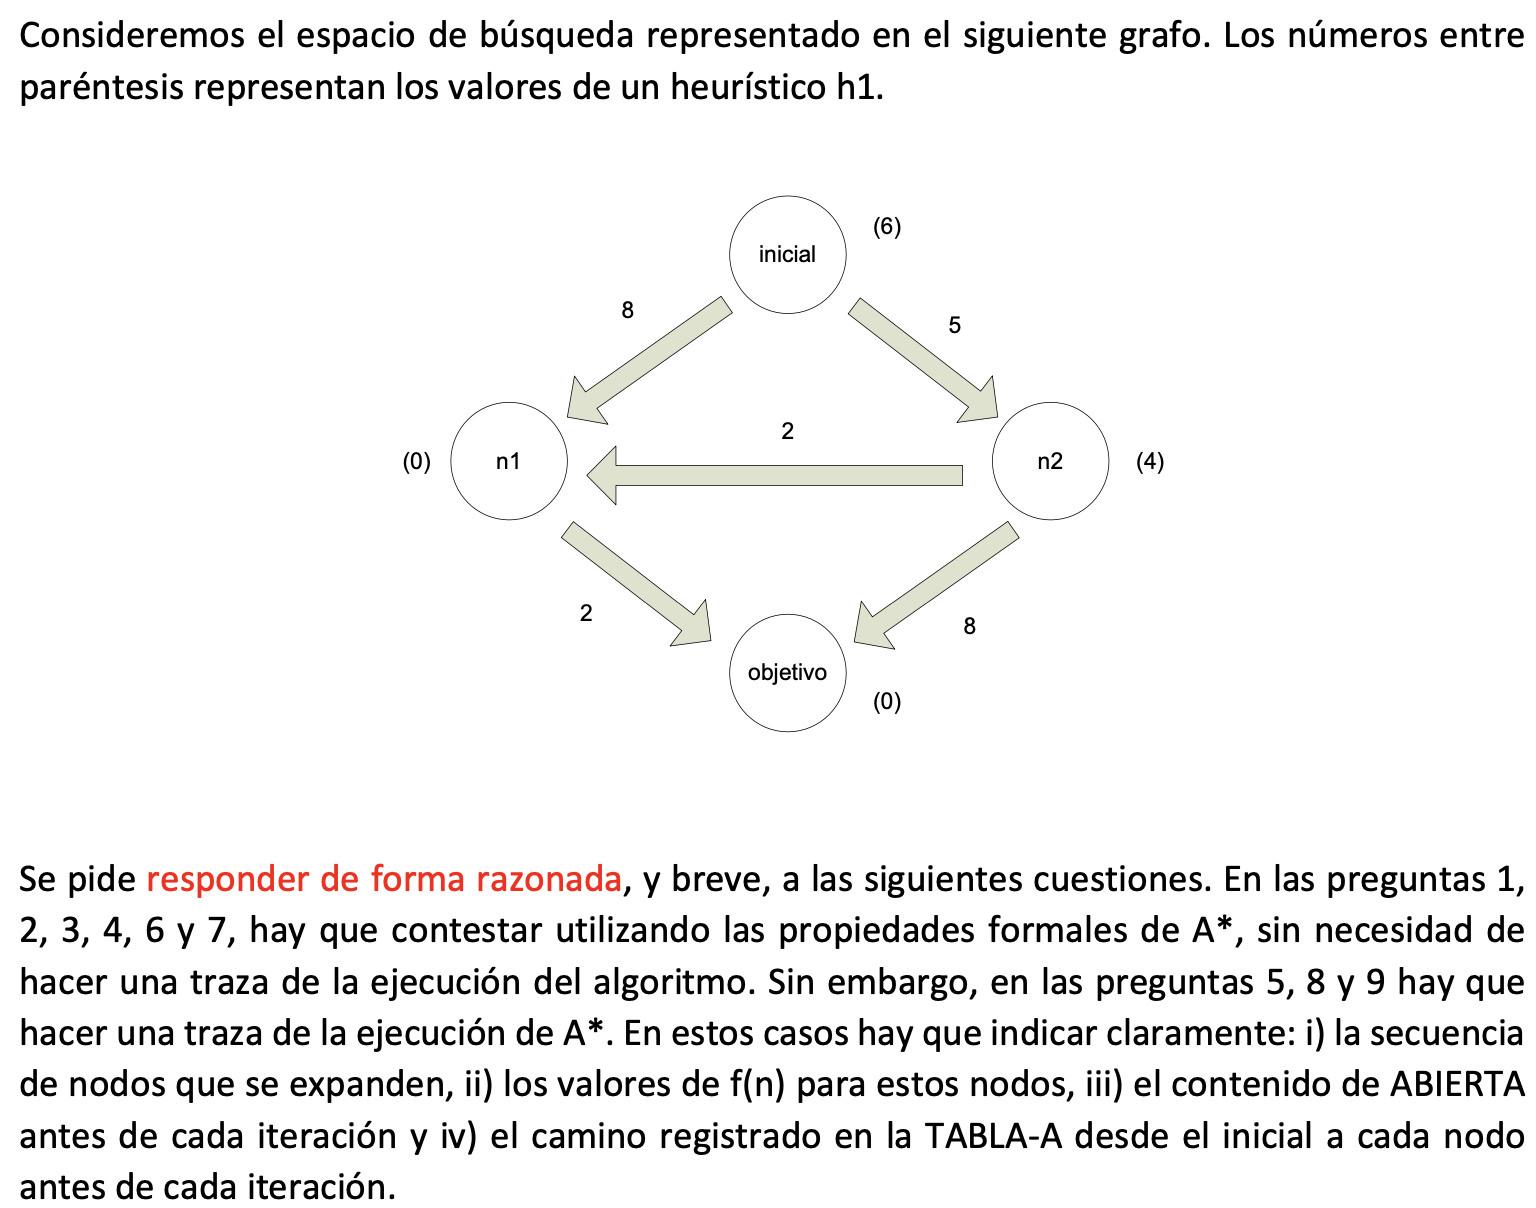 Consideremos el espacio de búsqueda representado en el siguiente grafo. Los números entre
paréntesis representan los valores de un heurístico h1.
inicial
(6)
8
5
2
(0)
n1
n2
(4)
2
8
objetivo
(0)
Se pide responder de forma razonada, y breve, a las siguientes cuestiones. En las preguntas 1,
2, 3, 4, 6 y 7, hay que contestar utilizando las propiedades formales de A*, sin necesidad de
hacer una traza de la ejecución del algoritmo. Sin embargo, en las preguntas 5, 8 y 9 hay que
hacer una traza de la ejecución de A*. En estos casos hay que indicar claramente: i) la secuencia
de nodos que se expanden, ii) los valores de f(n) para estos nodos, iii) el contenido de ABIERTA
antes de cada iteración y iv) el camino registrado en la TABLA-A desde el inicial a cada nodo
antes de cada iteración.